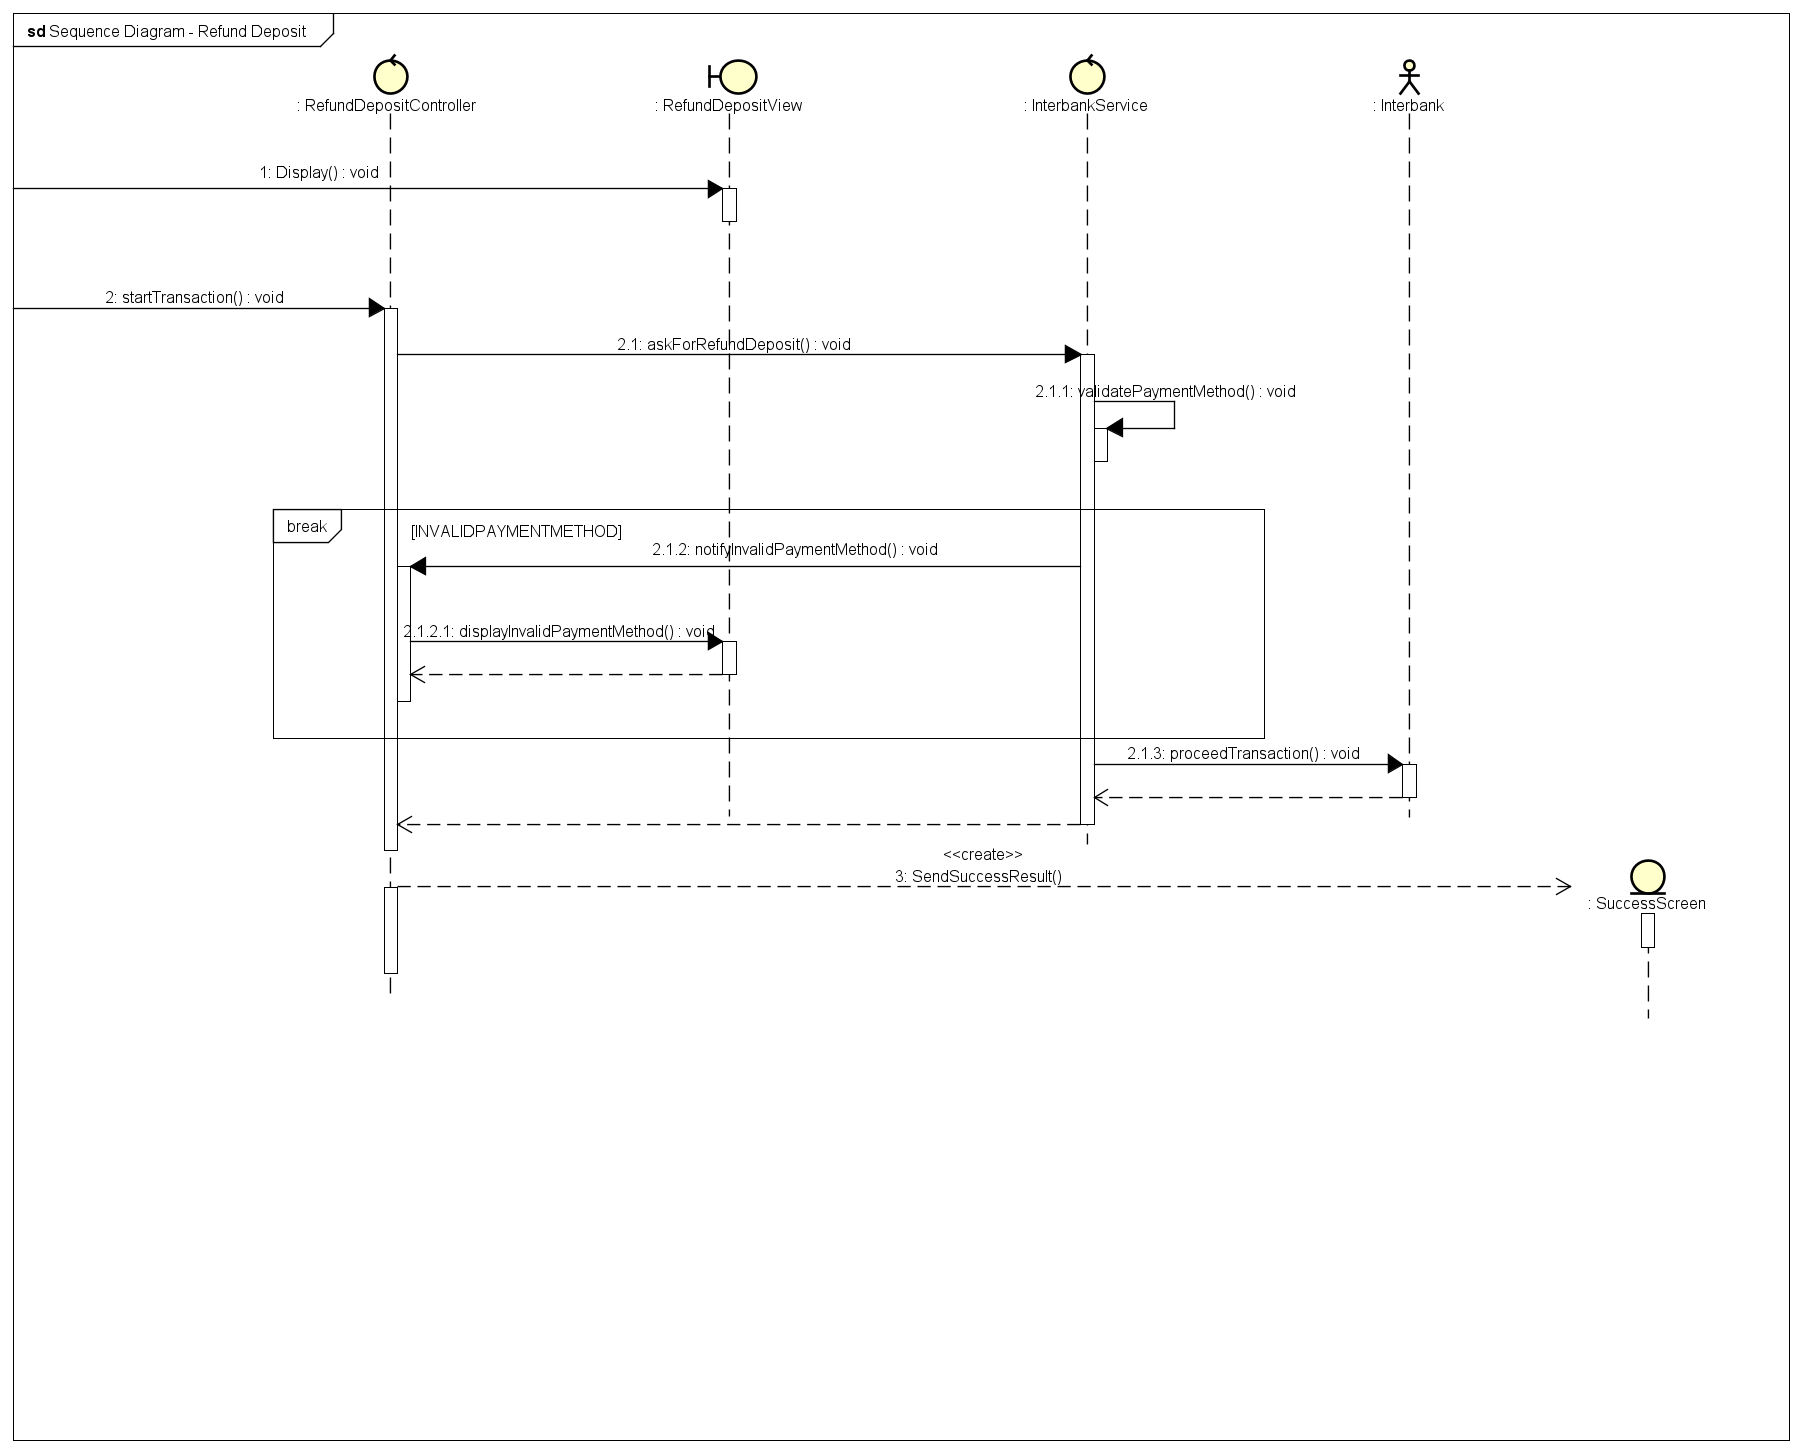 sd Sequence Diagram - Refund Deposit
: RefundDepositController
: RefundDepositView
: InterbankService
: Interbank
1: Display() : void
2: startTransaction() : void
2.1: askForRefundDeposit() : void
2.1.1: validatePaymentMethod() : void
break
[INVALIDPAYMENTMETHOD]
2.1.2: notifyInvalidPaymentMethod() : void
2.1.2.1: displayInvalidPaymentMethod() : void
2.1.3: proceedTransaction() : void
<<create>>
3: SendSuccessResult()
: SuccessScreen